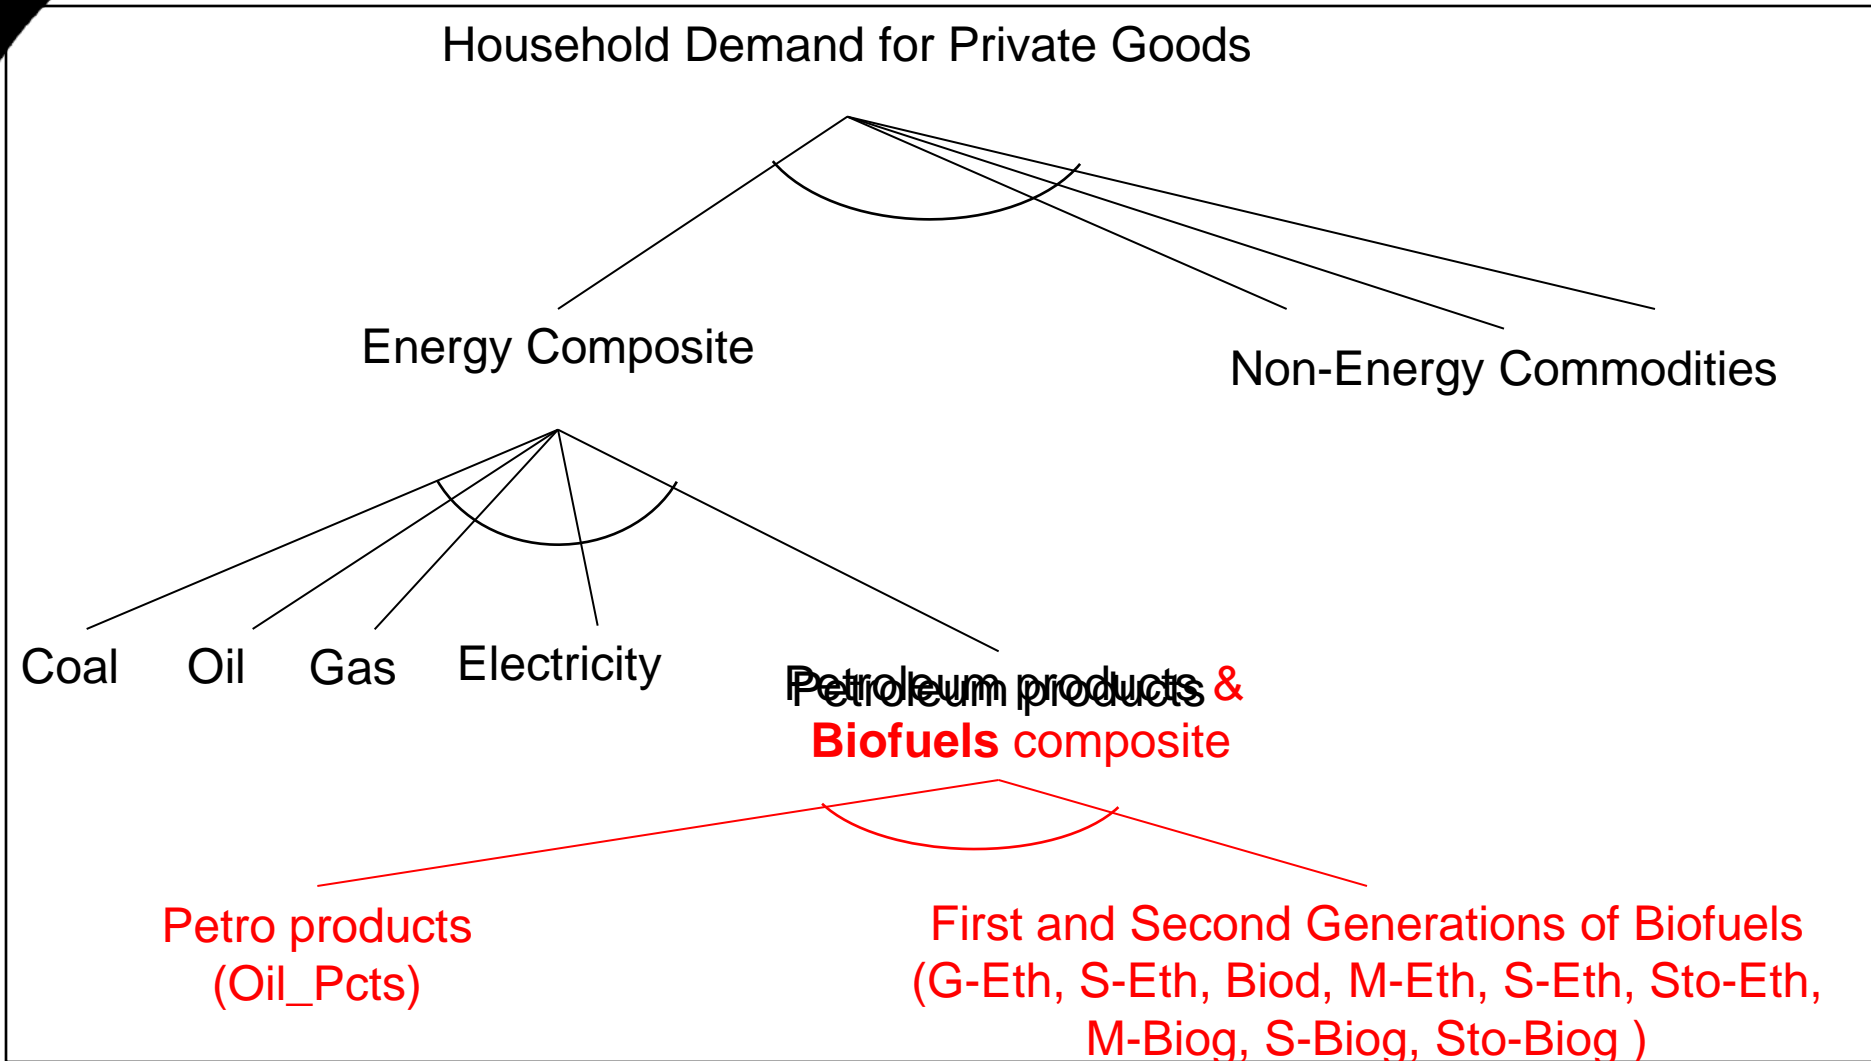 Household Demand for Private Goods
Energy Composite
Non-Energy Commodities
Coal Oil Gas Electricity
Petroleum products &
Petroleum products
Biofuels composite
Petro products
(Oil_Pcts)
First and Second Generations of Biofuels
(G-Eth, S-Eth, Biod, M-Eth, S-Eth, Sto-Eth,
M-Biog, S-Biog, Sto-Biog )